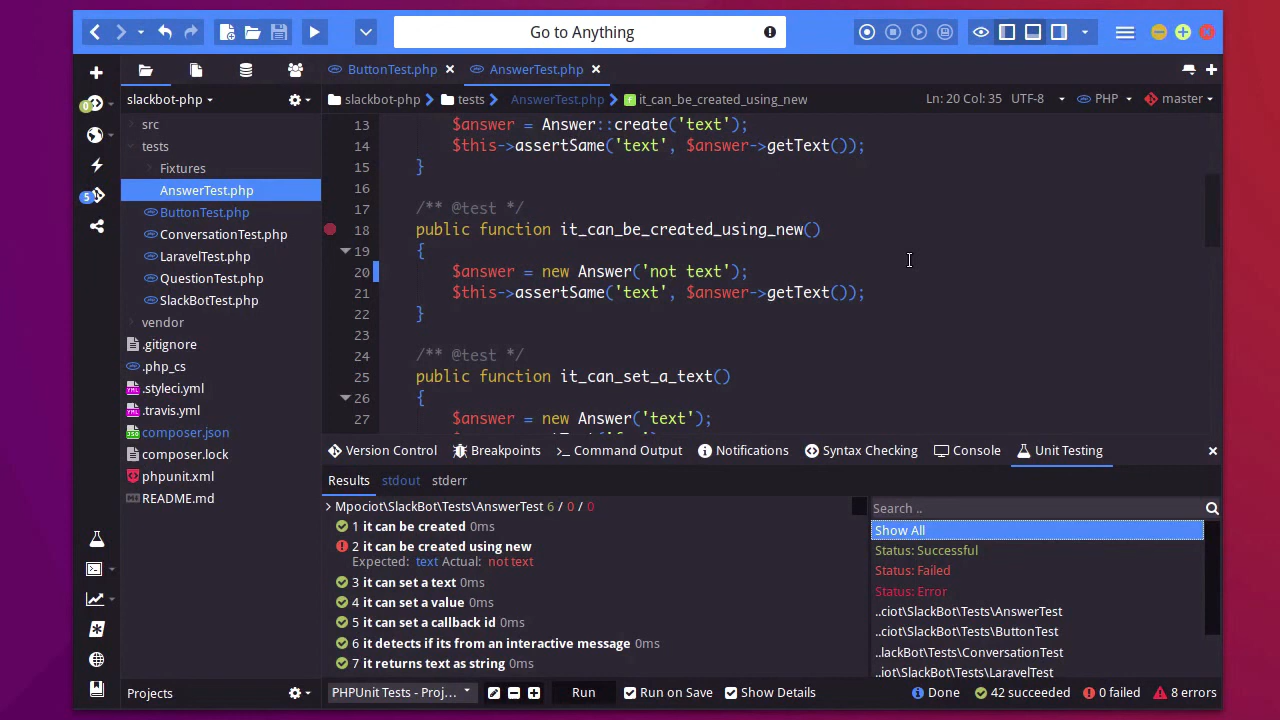 Go to Anything
ButtonTest.php
AnswerTest.php
slackbot-php
slackbot-php
tests
AnswerTest.php
it_can_be_created_using_new
Ln: 20 Col: 35
UTF-8
PHP
master
0
5
src
tests
Fixtures
AnswerTest.php
ButtonTest.php
ConversationTest.php
LaravelTest.php
QuestionTest.php
SlackBotTest.php
vendor
.gitignore
.php_cs
.styleci.yml
.travis.yml
composer.json
composer.lock
phpunit.xml
README.md
Projects
13 $answer = Answer::create('text');
14 $this->assertSame('text', $answer->getText());
15 }
16
17 /** @test */
18 public function it_can_be_created_using_new()
19 {
20 $answer = new Answer('not text');
21 $this->assertSame('text', $answer->getText());
22 }
23
24 /** @test */
25 public function it_can_set_a_text()
26 {
27 $answer = new Answer('text');
Version Control
Breakpoints
Command Output
Notifications
Syntax Checking
Console
Unit Testing
Results
stdout
stderr
Mpociot\SlackBot\Tests\AnswerTest 6 / 0 / 0
1 it can be created 0ms
2 it can be created using new
Expected: text Actual: not text
3 it can set a text 0ms
4 it can set a value 0ms
5 it can set a callback id 0ms
6 it detects if its from an interactive message 0ms
7 it returns text as string 0ms
Search ..
Show All
Status: Successful
Status: Failed
Status: Error
..ciot\SlackBot\Tests\AnswerTest
..ciot\SlackBot\Tests\ButtonTest
..lackBot\Tests\ConversationTest
..iot\SlackBot\Tests\LaravelTest
PHPUnit Tests - Proj...
Run
Run on Save
Show Details
Done
42 succeeded
0 failed
8 errors